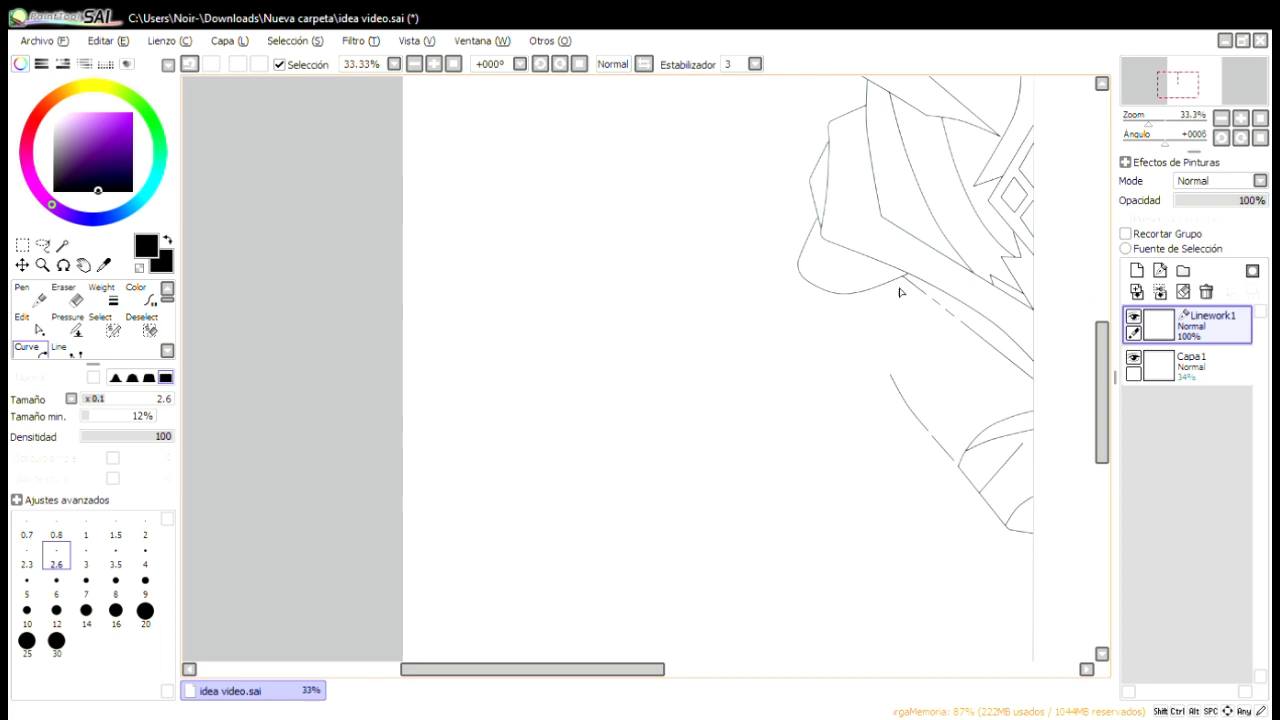 PaintTool SAI C:\Users\Noir-\Downloads\Nueva carpeta\idea video.sai (*)
Archivo (F) Editar (E) Lienzo (C) Capa (L) Selección (S) Filtro (T) Vista (V) Ventana (W) Otros (O)
Selección 33.33% +000º Normal Estabilizador 3
Zoom 33.3%
Ángulo +000º
Efectos de Pinturas
Mode Normal
Opacidad 100%
Recortar Grupo
Fuente de Selección
Linework1
Normal
100%
Capa1
Normal
34%
Pen Eraser Weight Color
Edit Pressure Select Deselect
Curve Line
Tamaño x 0.1 2.6
Tamaño min. 12%
Densitidad 100
Ajustes avanzados
0.7 0.8 1 1.5 2
2.3 2.6 3 3.5 4
5 6 7 8 9
10 12 14 16 20
25 30
idea video.sai 33%
rgaMemoria: 87% (222MB usados / 1044MB reservados) Shift Ctrl Alt SPC Any